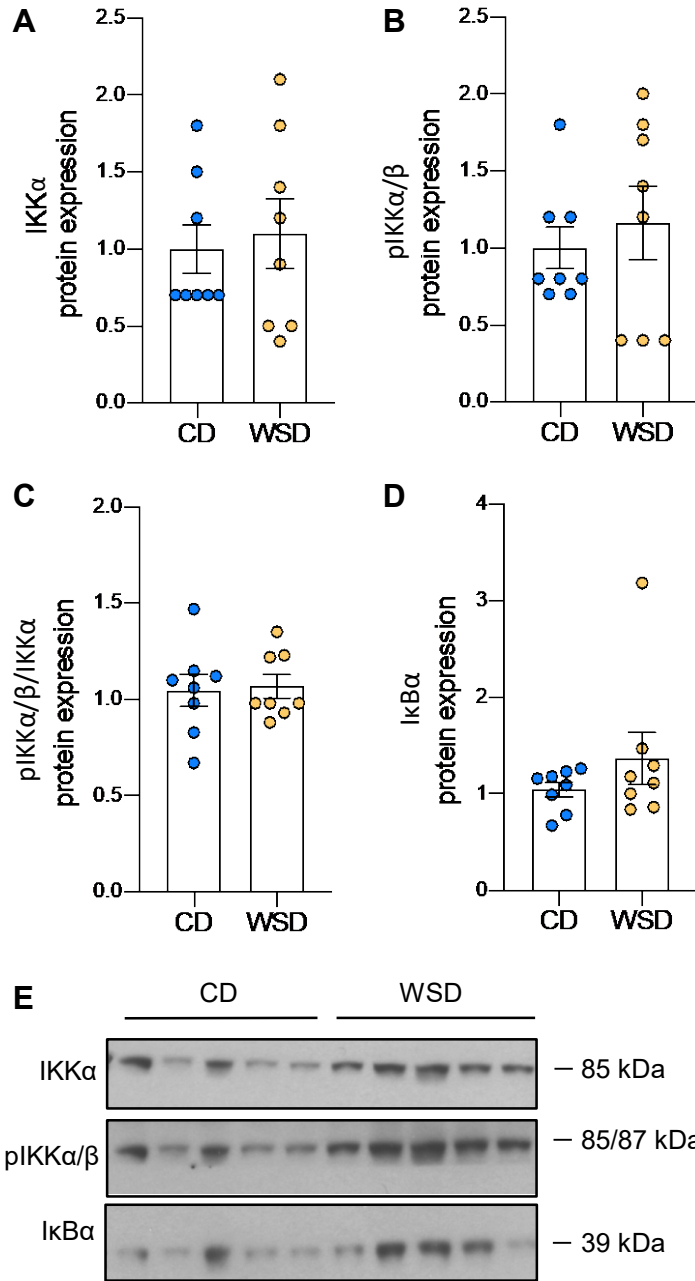 A
IKKα
protein expression
2.5
2.0
1.5
1.0
0.5
0.0
CD WSD
B
pIKKα/β
protein expression
2.5
2.0
1.5
1.0
0.5
0.0
CD WSD
C
pIKKα/β/IKKα
protein expression
2.0
1.5
1.0
0.5
0.0
CD WSD
D
IκBα
protein expression
4
3
2
1
0
CD WSD
E
CD WSD
IKKα – 85 kDa
pIKKα/β – 85/87 kDa
IκBα – 39 kDa